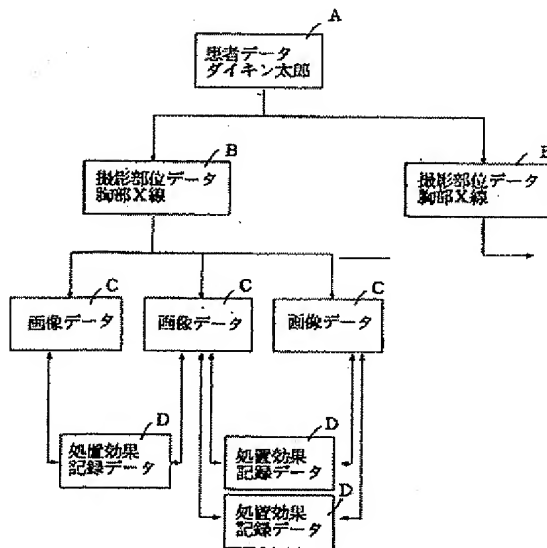 A
患者データ
ダイキン太郎
B
撮影部位データ
胸部X線
B
撮影部位データ
胸部X線
C
画像データ
C
画像データ
C
画像データ
D
処置効果
記録データ
D
処置効果
記録データ
D
処置効果
記録データ